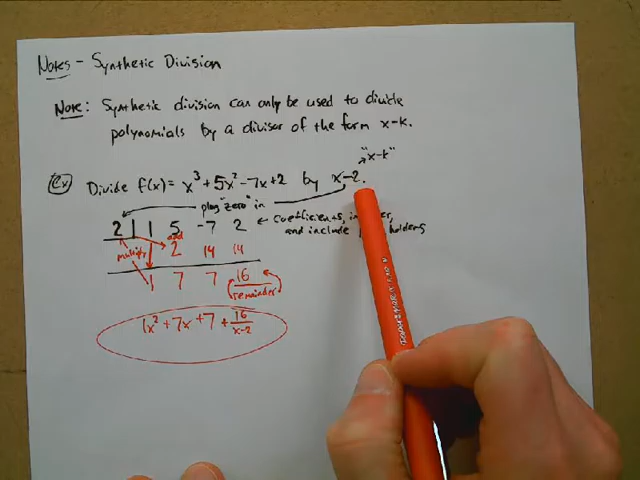 Notes - Synthetic Division
Note: Synthetic division can only be used to divide
polynomials by a divisor of the form x-k.
"x-k"
Ex Divide f(x) = x³ + 5x² - 7x + 2 by x-2.
plug "zero" in
2 1 5 -7 2 ← coefficients, in
and include holders
add
multiply 2 14 14
1 7 7 16
remainder
1x² + 7x + 7 + 16/x-2